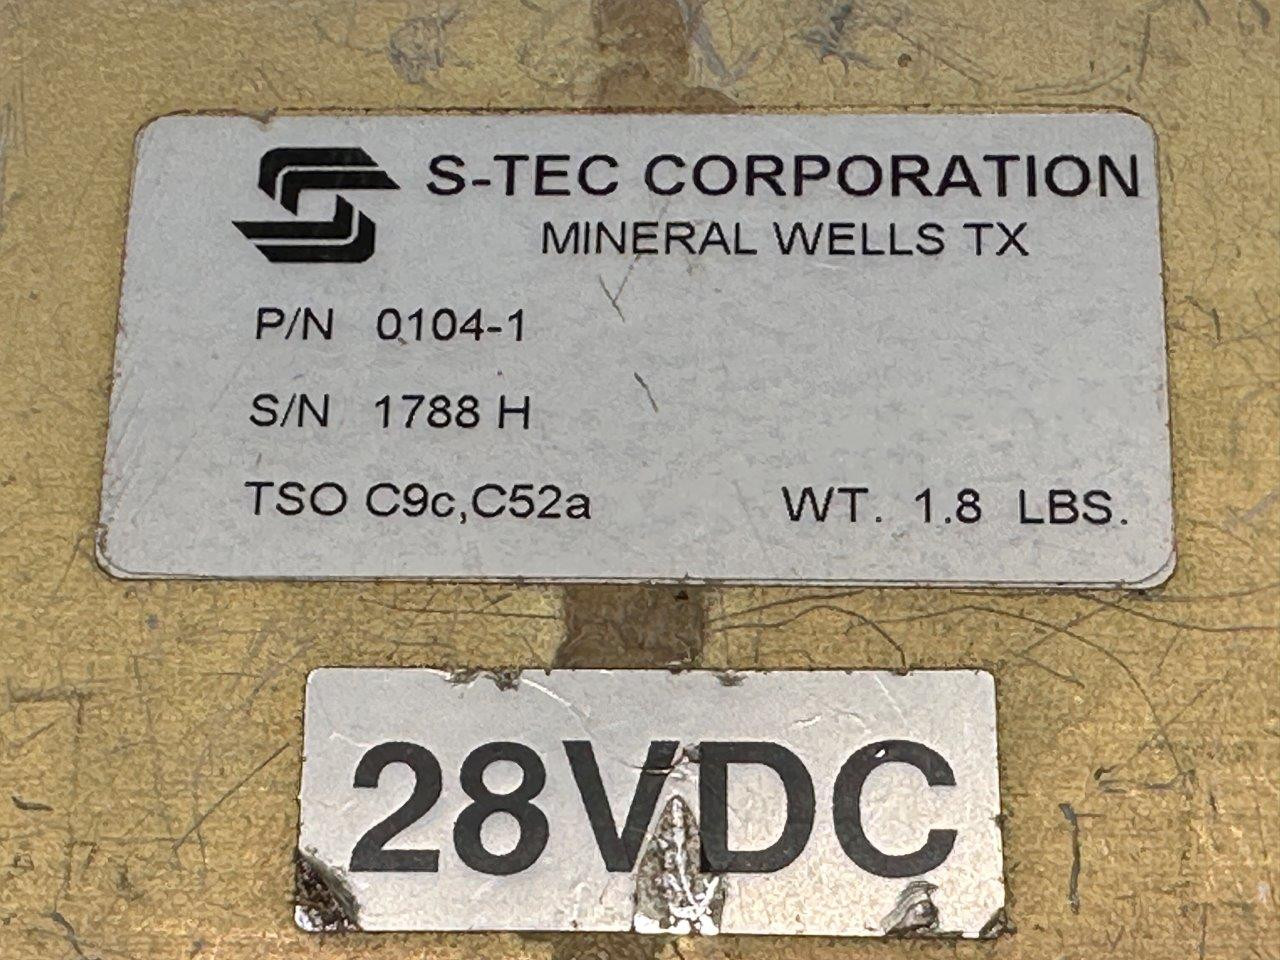 S-TEC CORPORATION
MINERAL WELLS TX
P/N 0104-1
S/N 1788 H
TSO C9c,C52a WT. 1.8 LBS.
28VDC